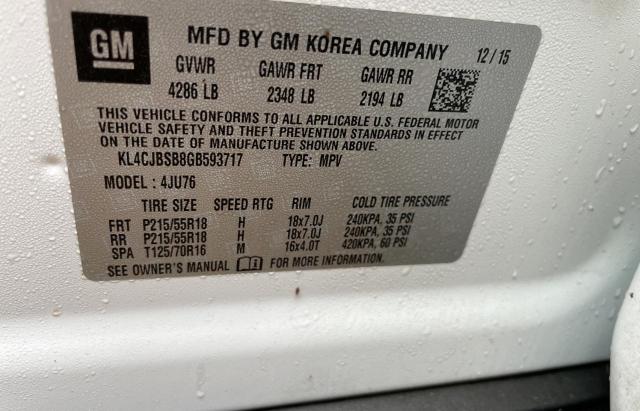 GM MFD BY GM KOREA COMPANY 12/15
GVWR GAWR FRT GAWR RR
4286 LB 2348 LB 2194 LB
THIS VEHICLE CONFORMS TO ALL APPLICABLE U.S. FEDERAL MOTOR
VEHICLE SAFETY AND THEFT PREVENTION STANDARDS IN EFFECT
ON THE DATE OF MANUFACTURE SHOWN ABOVE.
KL4CJBSB8GB593717 TYPE: MPV
MODEL : 4JU76
TIRE SIZE SPEED RTG RIM COLD TIRE PRESSURE
FRT P215/55R18 H 18x7.0J 240KPA, 35 PSI
RR P215/55R18 H 18x7.0J 240KPA, 35 PSI
SPA T125/70R16 M 16x4.0T 420KPA, 60 PSI
SEE OWNER'S MANUAL FOR MORE INFORMATION.